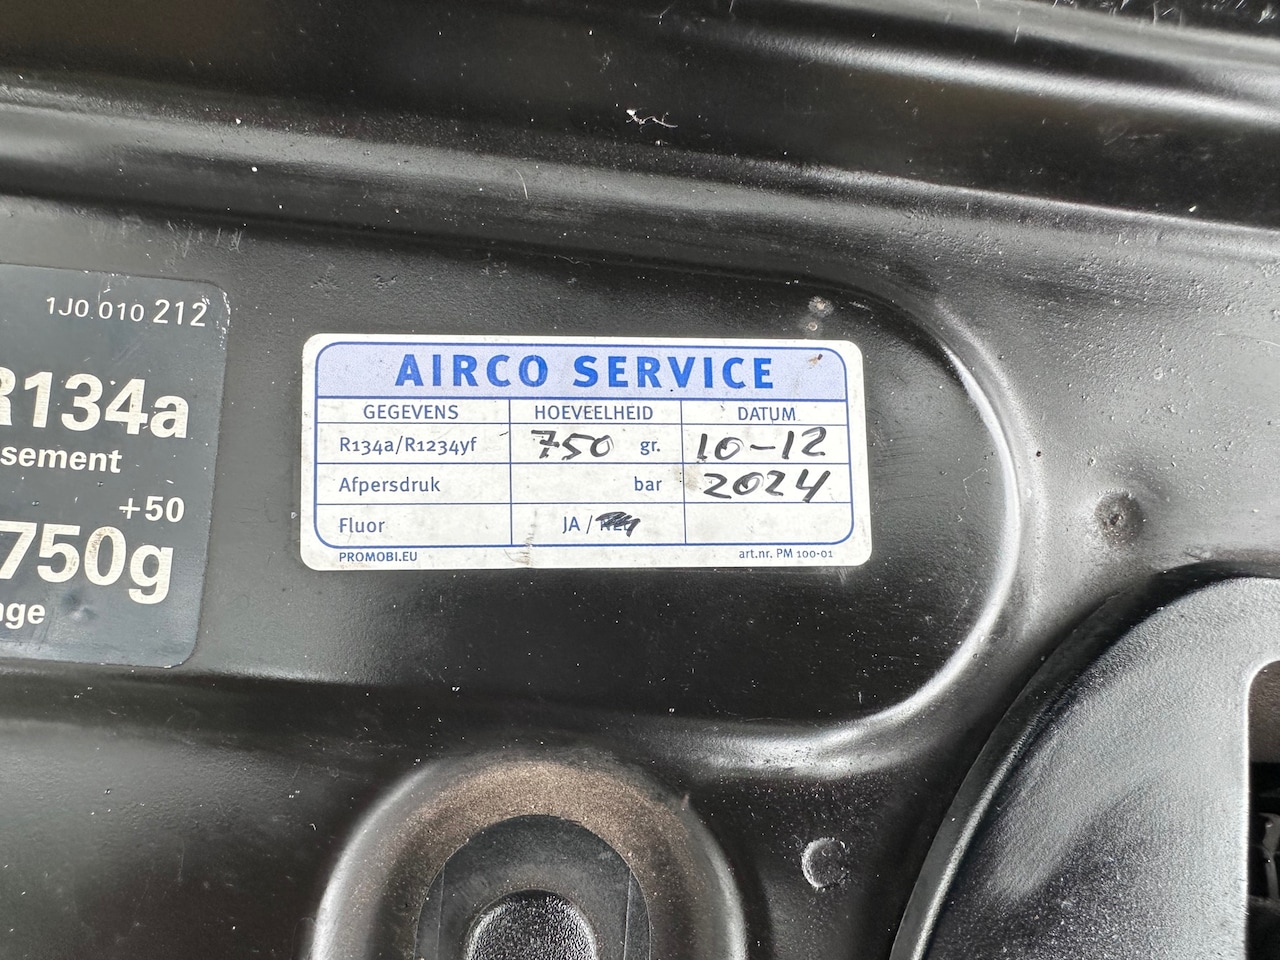 1J0 010 212
R134a
sement
+50
750g
nge
AIRCO SERVICE
GEGEVENS HOEVEELHEID DATUM
R134a/R1234yf 750 gr. 10-12
Afpersdruk bar 2024
Fluor JA /
PROMOBI.EU art.nr. PM 100-01